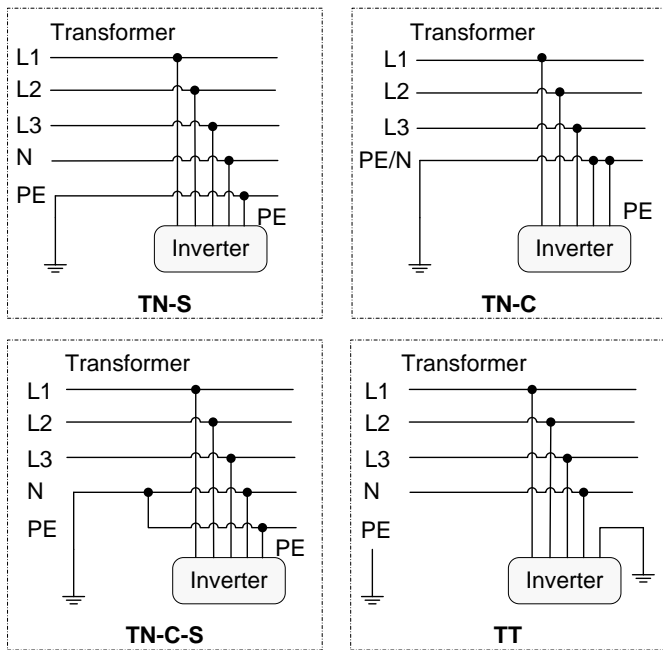 Transformer
L1
L2
L3
N
PE
PE
Inverter
TN-S
Transformer
L1
L2
L3
PE/N
PE
Inverter
TN-C
Transformer
L1
L2
L3
N
PE
PE
Inverter
TN-C-S
Transformer
L1
L2
L3
N
PE
Inverter
TT